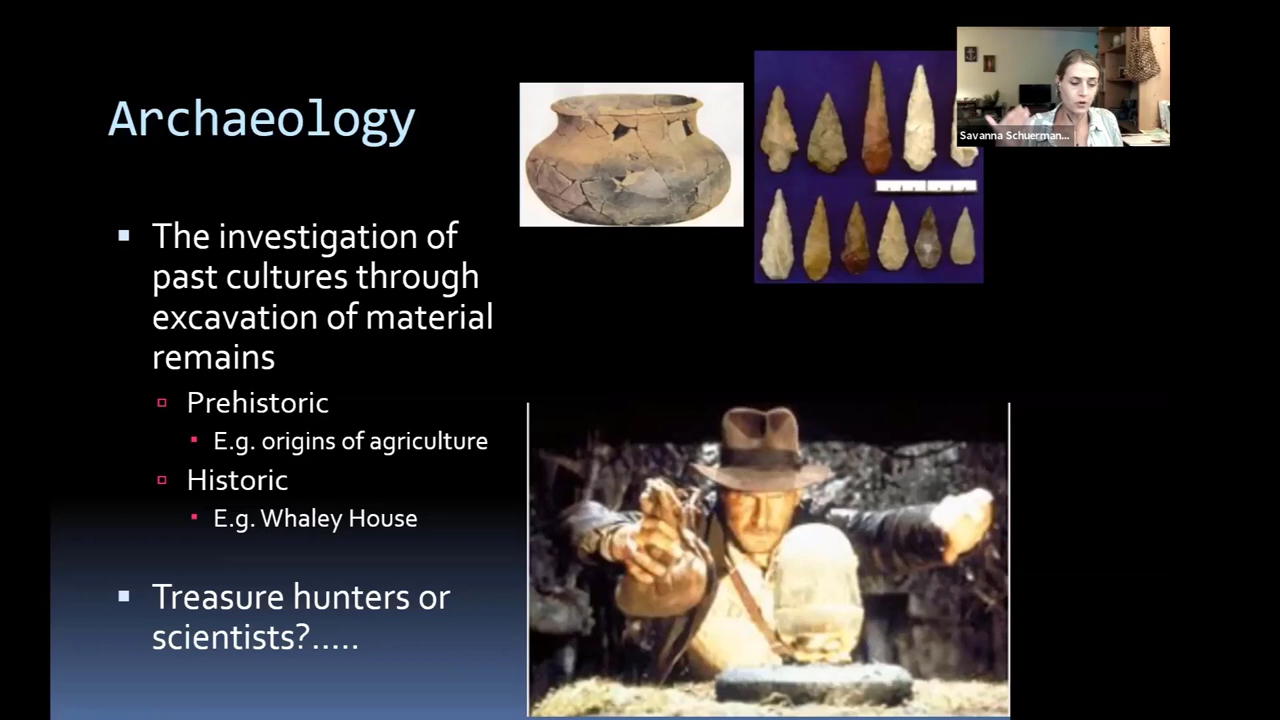 Archaeology
The investigation of
past cultures through
excavation of material
remains
Prehistoric
E.g. origins of agriculture
Historic
E.g. Whaley House
Treasure hunters or
scientists?.....
Savanna Schuerman...